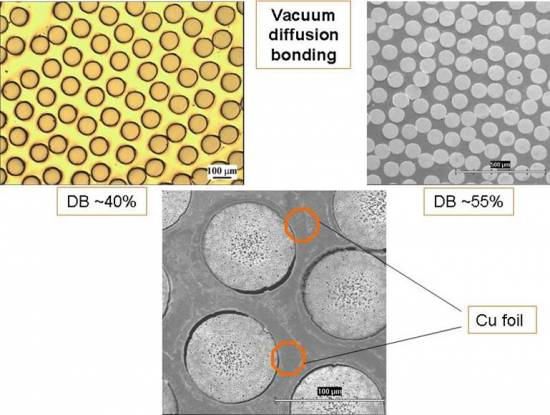 Vacuum
diffusion
bonding
100 µm
500 µm
DB ~40%
DB ~55%
Cu foil
100 µm